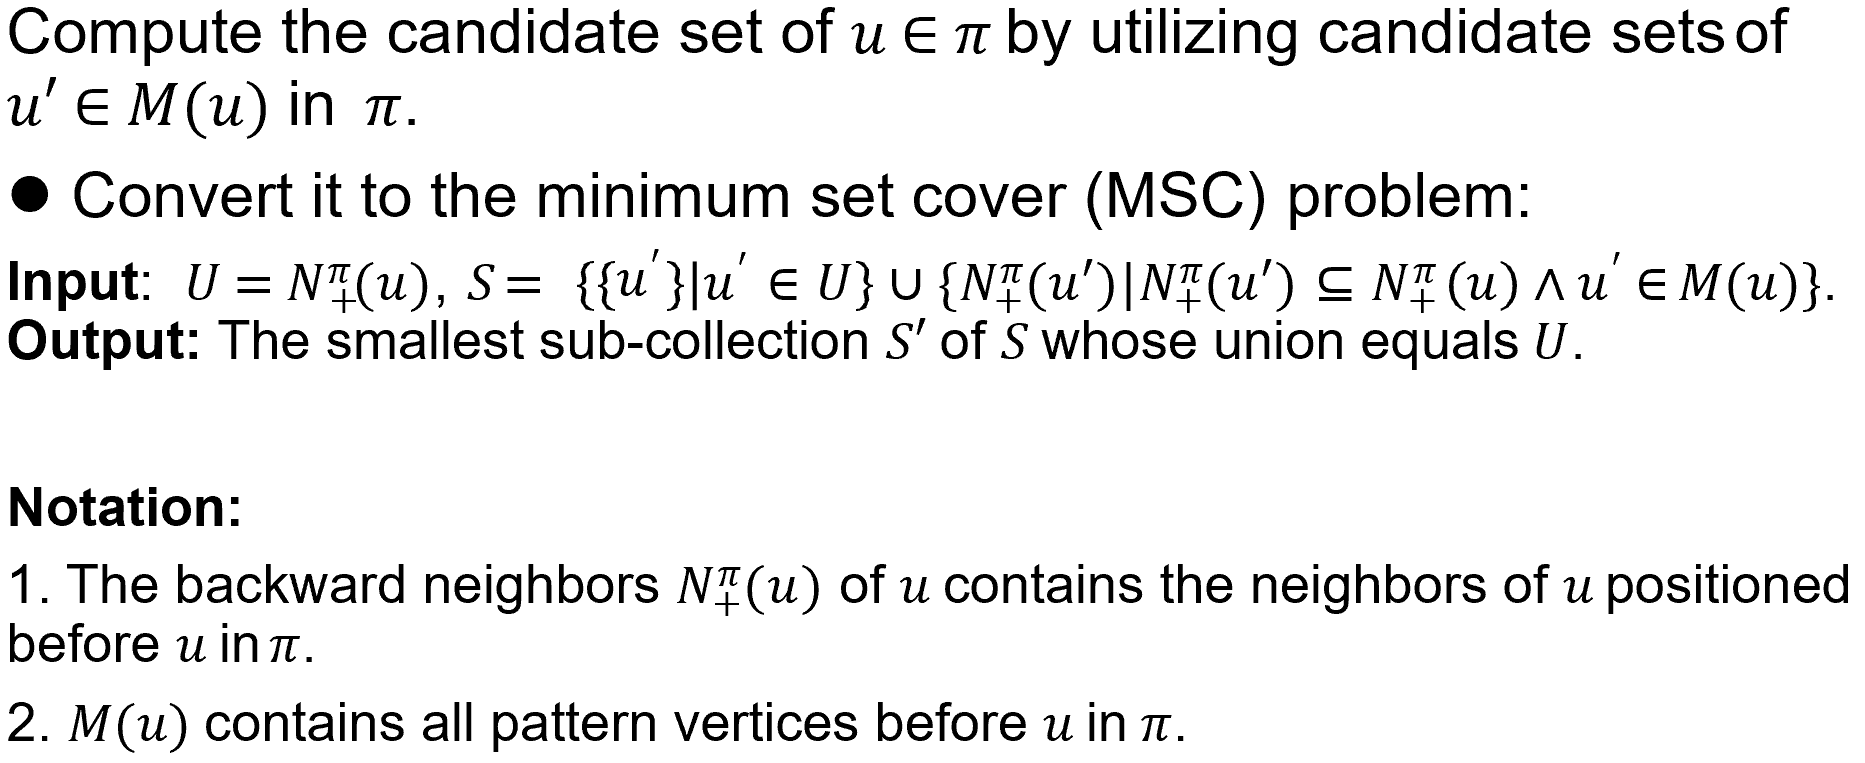 Compute the candidate set of 𝑢 ∈ 𝜋 by utilizing candidate sets of
𝑢′ ∈ 𝑀(𝑢) in 𝜋.
● Convert it to the minimum set cover (MSC) problem:
Input: 𝑈 = 𝑁₊^𝜋(𝑢), 𝑆 = {{𝑢′}|𝑢′ ∈ 𝑈} ∪ {𝑁₊^𝜋(𝑢′)|𝑁₊^𝜋(𝑢′) ⊆ 𝑁₊^𝜋(𝑢) ∧ 𝑢′ ∈ 𝑀(𝑢)}.
Output: The smallest sub-collection 𝑆′ of 𝑆 whose union equals 𝑈.
Notation:
1. The backward neighbors 𝑁₊^𝜋(𝑢) of 𝑢 contains the neighbors of 𝑢 positioned
before 𝑢 in 𝜋.
2. 𝑀(𝑢) contains all pattern vertices before 𝑢 in 𝜋.